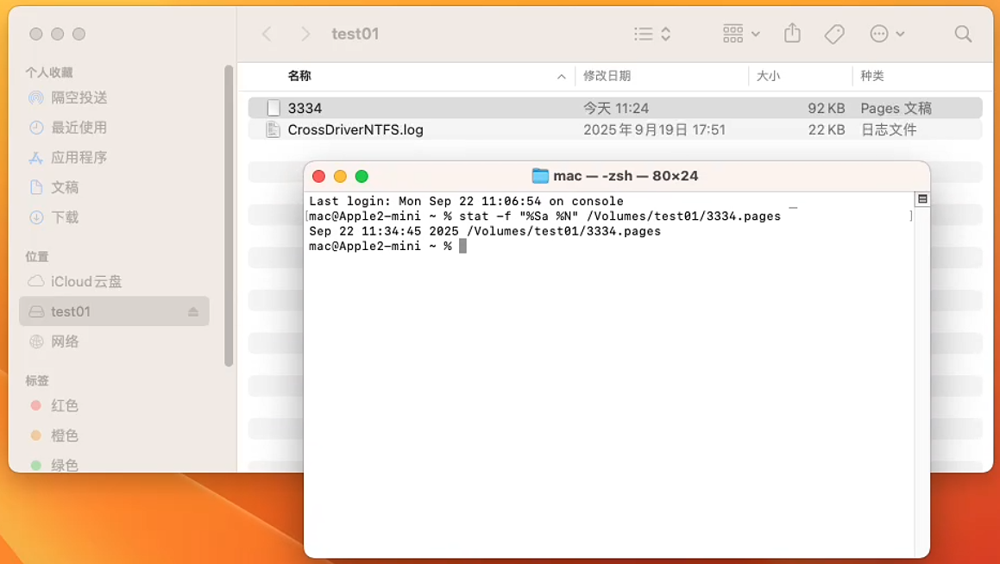 test01
个人收藏
隔空投送
最近使用
应用程序
文稿
下载
位置
iCloud云盘
test01
网络
标签
红色
橙色
绿色
名称 修改日期 大小 种类
3334 今天 11:24 92 KB Pages 文稿
CrossDriverNTFS.log 2025年9月19日 17:51 22 KB 日志文件
mac — -zsh — 80×24
Last login: Mon Sep 22 11:06:54 on console
[mac@Apple2-mini ~ % stat -f "%Sa %N" /Volumes/test01/3334.pages ]
Sep 22 11:34:45 2025 /Volumes/test01/3334.pages
mac@Apple2-mini ~ %